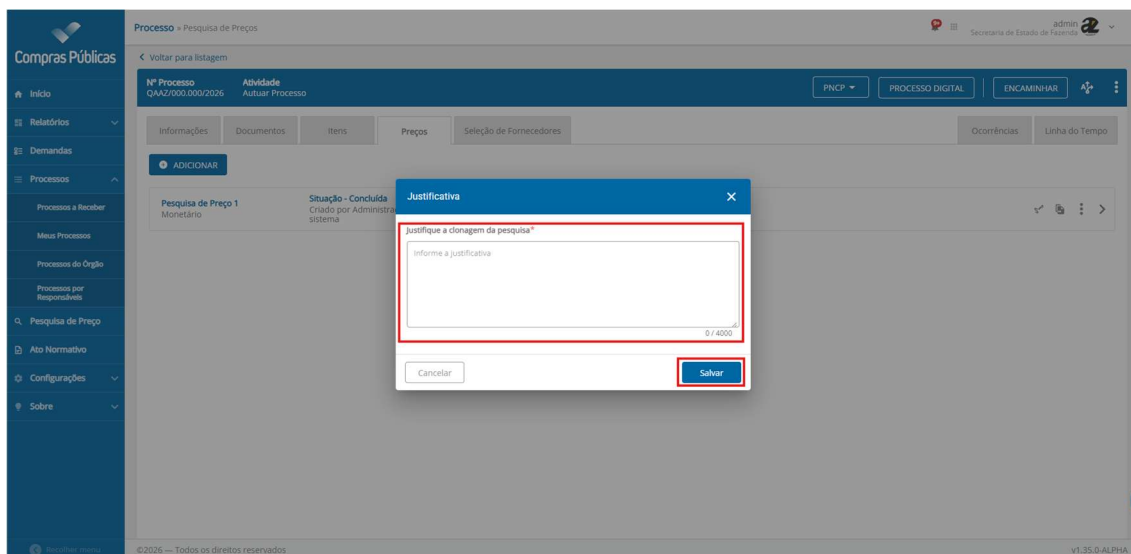 Compras Públicas
Início
Relatórios
Demandas
Processos
Processos a Receber
Meus Processos
Processos do Órgão
Processos por
Responsáveis
Pesquisa de Preço
Ato Normativo
Configurações
Sobre
Recolher menu
Processo » Pesquisa de Preços
9+
admin
Secretaria de Estado de Fazenda
Voltar para listagem
Nº Processo
QAAZ/000.000/2026
Atividade
Autuar Processo
PNCP
PROCESSO DIGITAL
ENCAMINHAR
Informações
Documentos
Itens
Preços
Seleção de Fornecedores
Ocorrências
Linha do Tempo
ADICIONAR
Pesquisa de Preço 1
Monetário
Situação - Concluída
Criado por Administra
sistema
Justificativa
Justifique a clonagem da pesquisa*
Informe a justificativa
0 / 4000
Cancelar
Salvar
©2026 — Todos os direitos reservados
v1.35.0-ALPHA